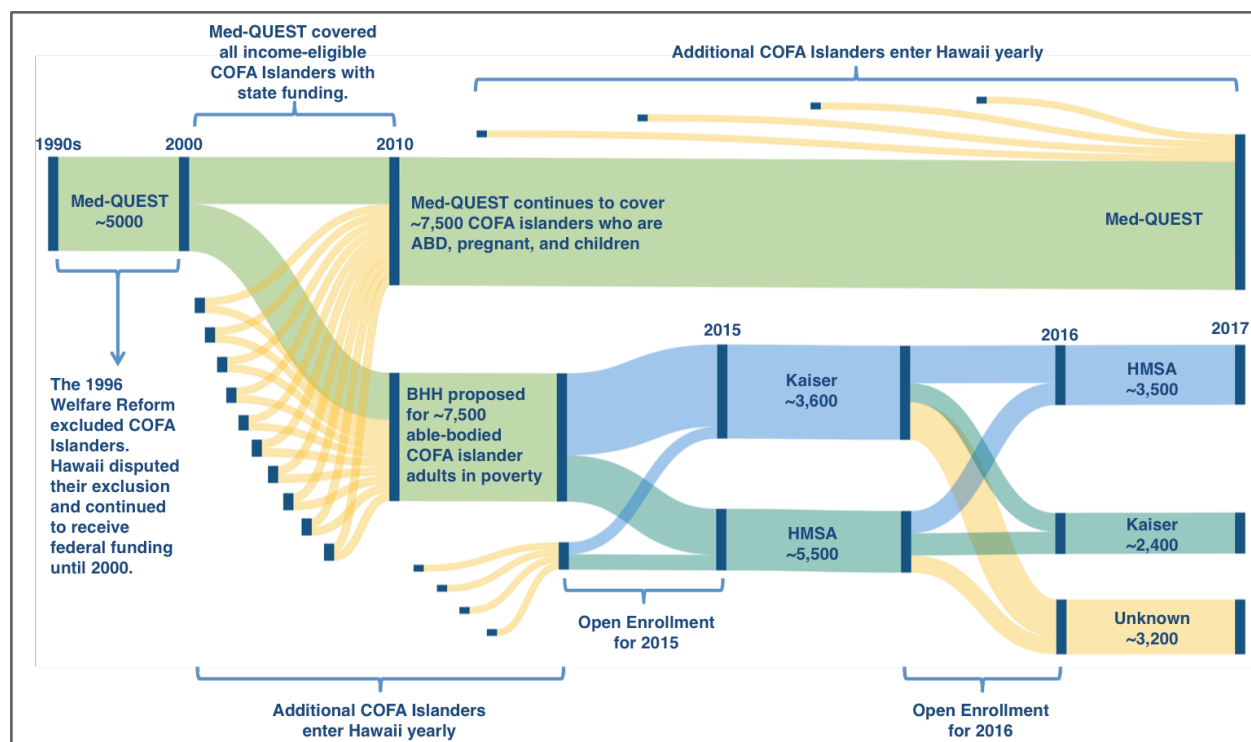 Med-QUEST covered
all income-eligible
COFA Islanders with
state funding.
Additional COFA Islanders enter Hawaii yearly
1990s
2000
2010
Med-QUEST
~5000
Med-QUEST continues to cover
~7,500 COFA islanders who are
ABD, pregnant, and children
Med-QUEST
The 1996
Welfare Reform
excluded COFA
Islanders.
Hawaii disputed
their exclusion
and continued
to receive
federal funding
until 2000.
BHH proposed
for ~7,500
able-bodied
COFA islander
adults in poverty
2015
2016
2017
Kaiser
~3,600
HMSA
~3,500
HMSA
~5,500
Kaiser
~2,400
Unknown
~3,200
Open Enrollment
for 2015
Additional COFA Islanders
enter Hawaii yearly
Open Enrollment
for 2016